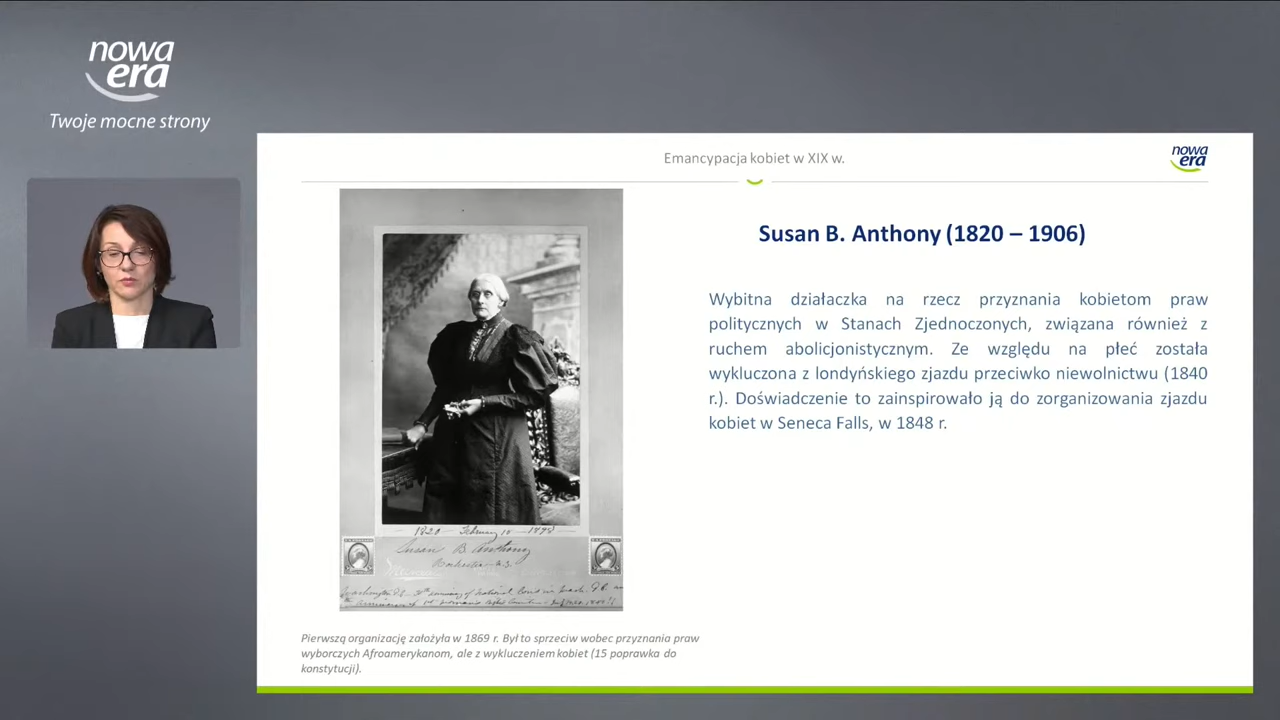 nowa
era
Twoje mocne strony
Emancypacja kobiet w XIX w.
nowa
era
Susan B. Anthony (1820 – 1906)
Wybitna działaczka na rzecz przyznania kobietom praw
politycznych w Stanach Zjednoczonych, związana również z
ruchem abolicjonistycznym. Ze względu na płeć została
wykluczona z londyńskiego zjazdu przeciwko niewolnictwu (1840
r.). Doświadczenie to zainspirowało ją do zorganizowania zjazdu
kobiet w Seneca Falls, w 1848 r.
1820 — February 15 — 1898
Susan B. Anthony
Pierwszą organizację założyła w 1869 r. Był to sprzeciw wobec przyznania praw
wyborczych Afroamerykanom, ale z wykluczeniem kobiet (15 poprawka do
konstytucji).